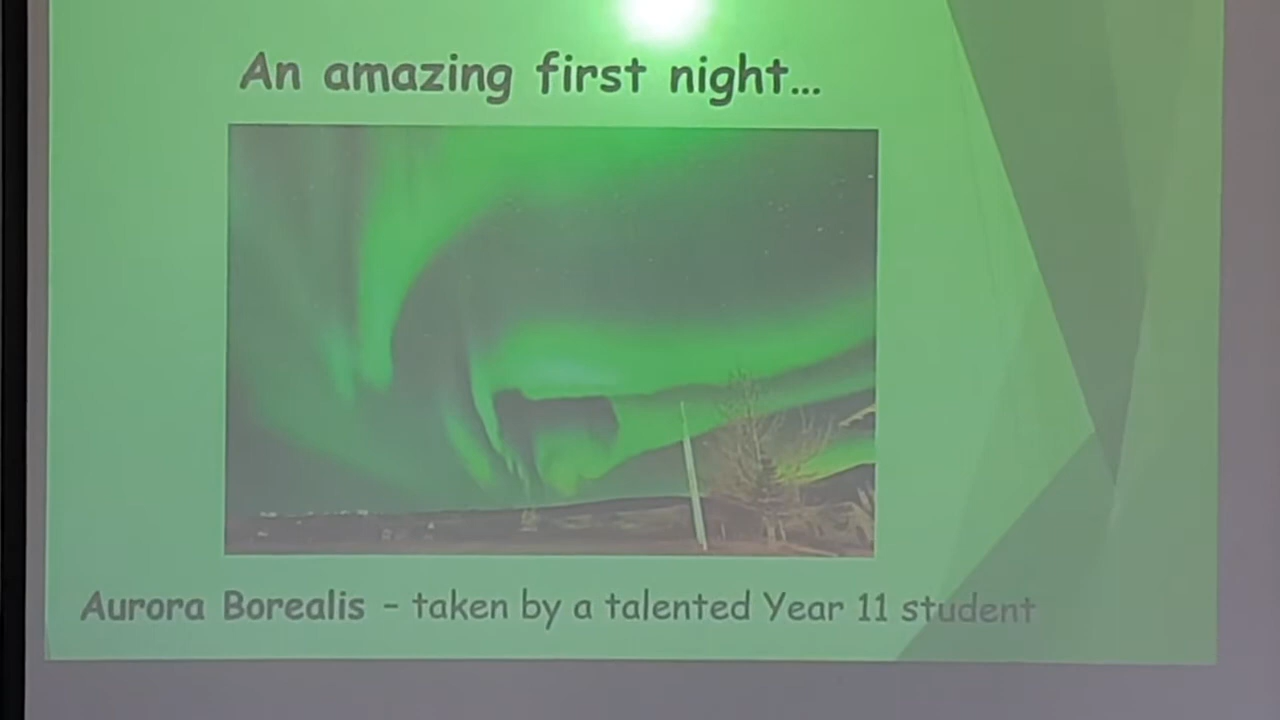 An amazing first night...
Aurora Borealis – taken by a talented Year 11 student